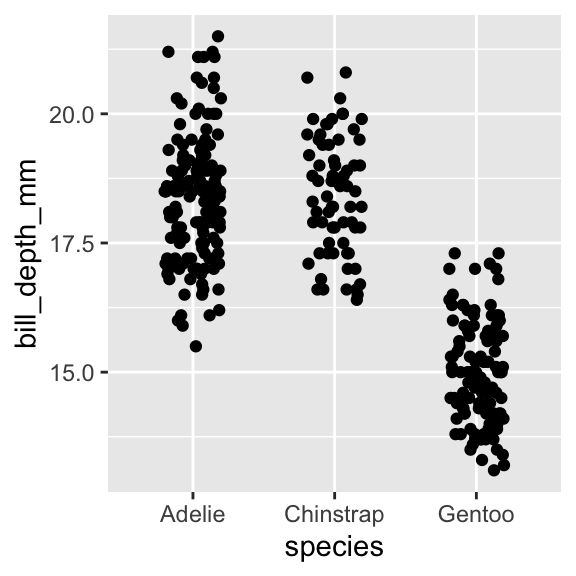 bill_depth_mm
20.0
17.5
15.0
Adelie
Chinstrap
Gentoo
species